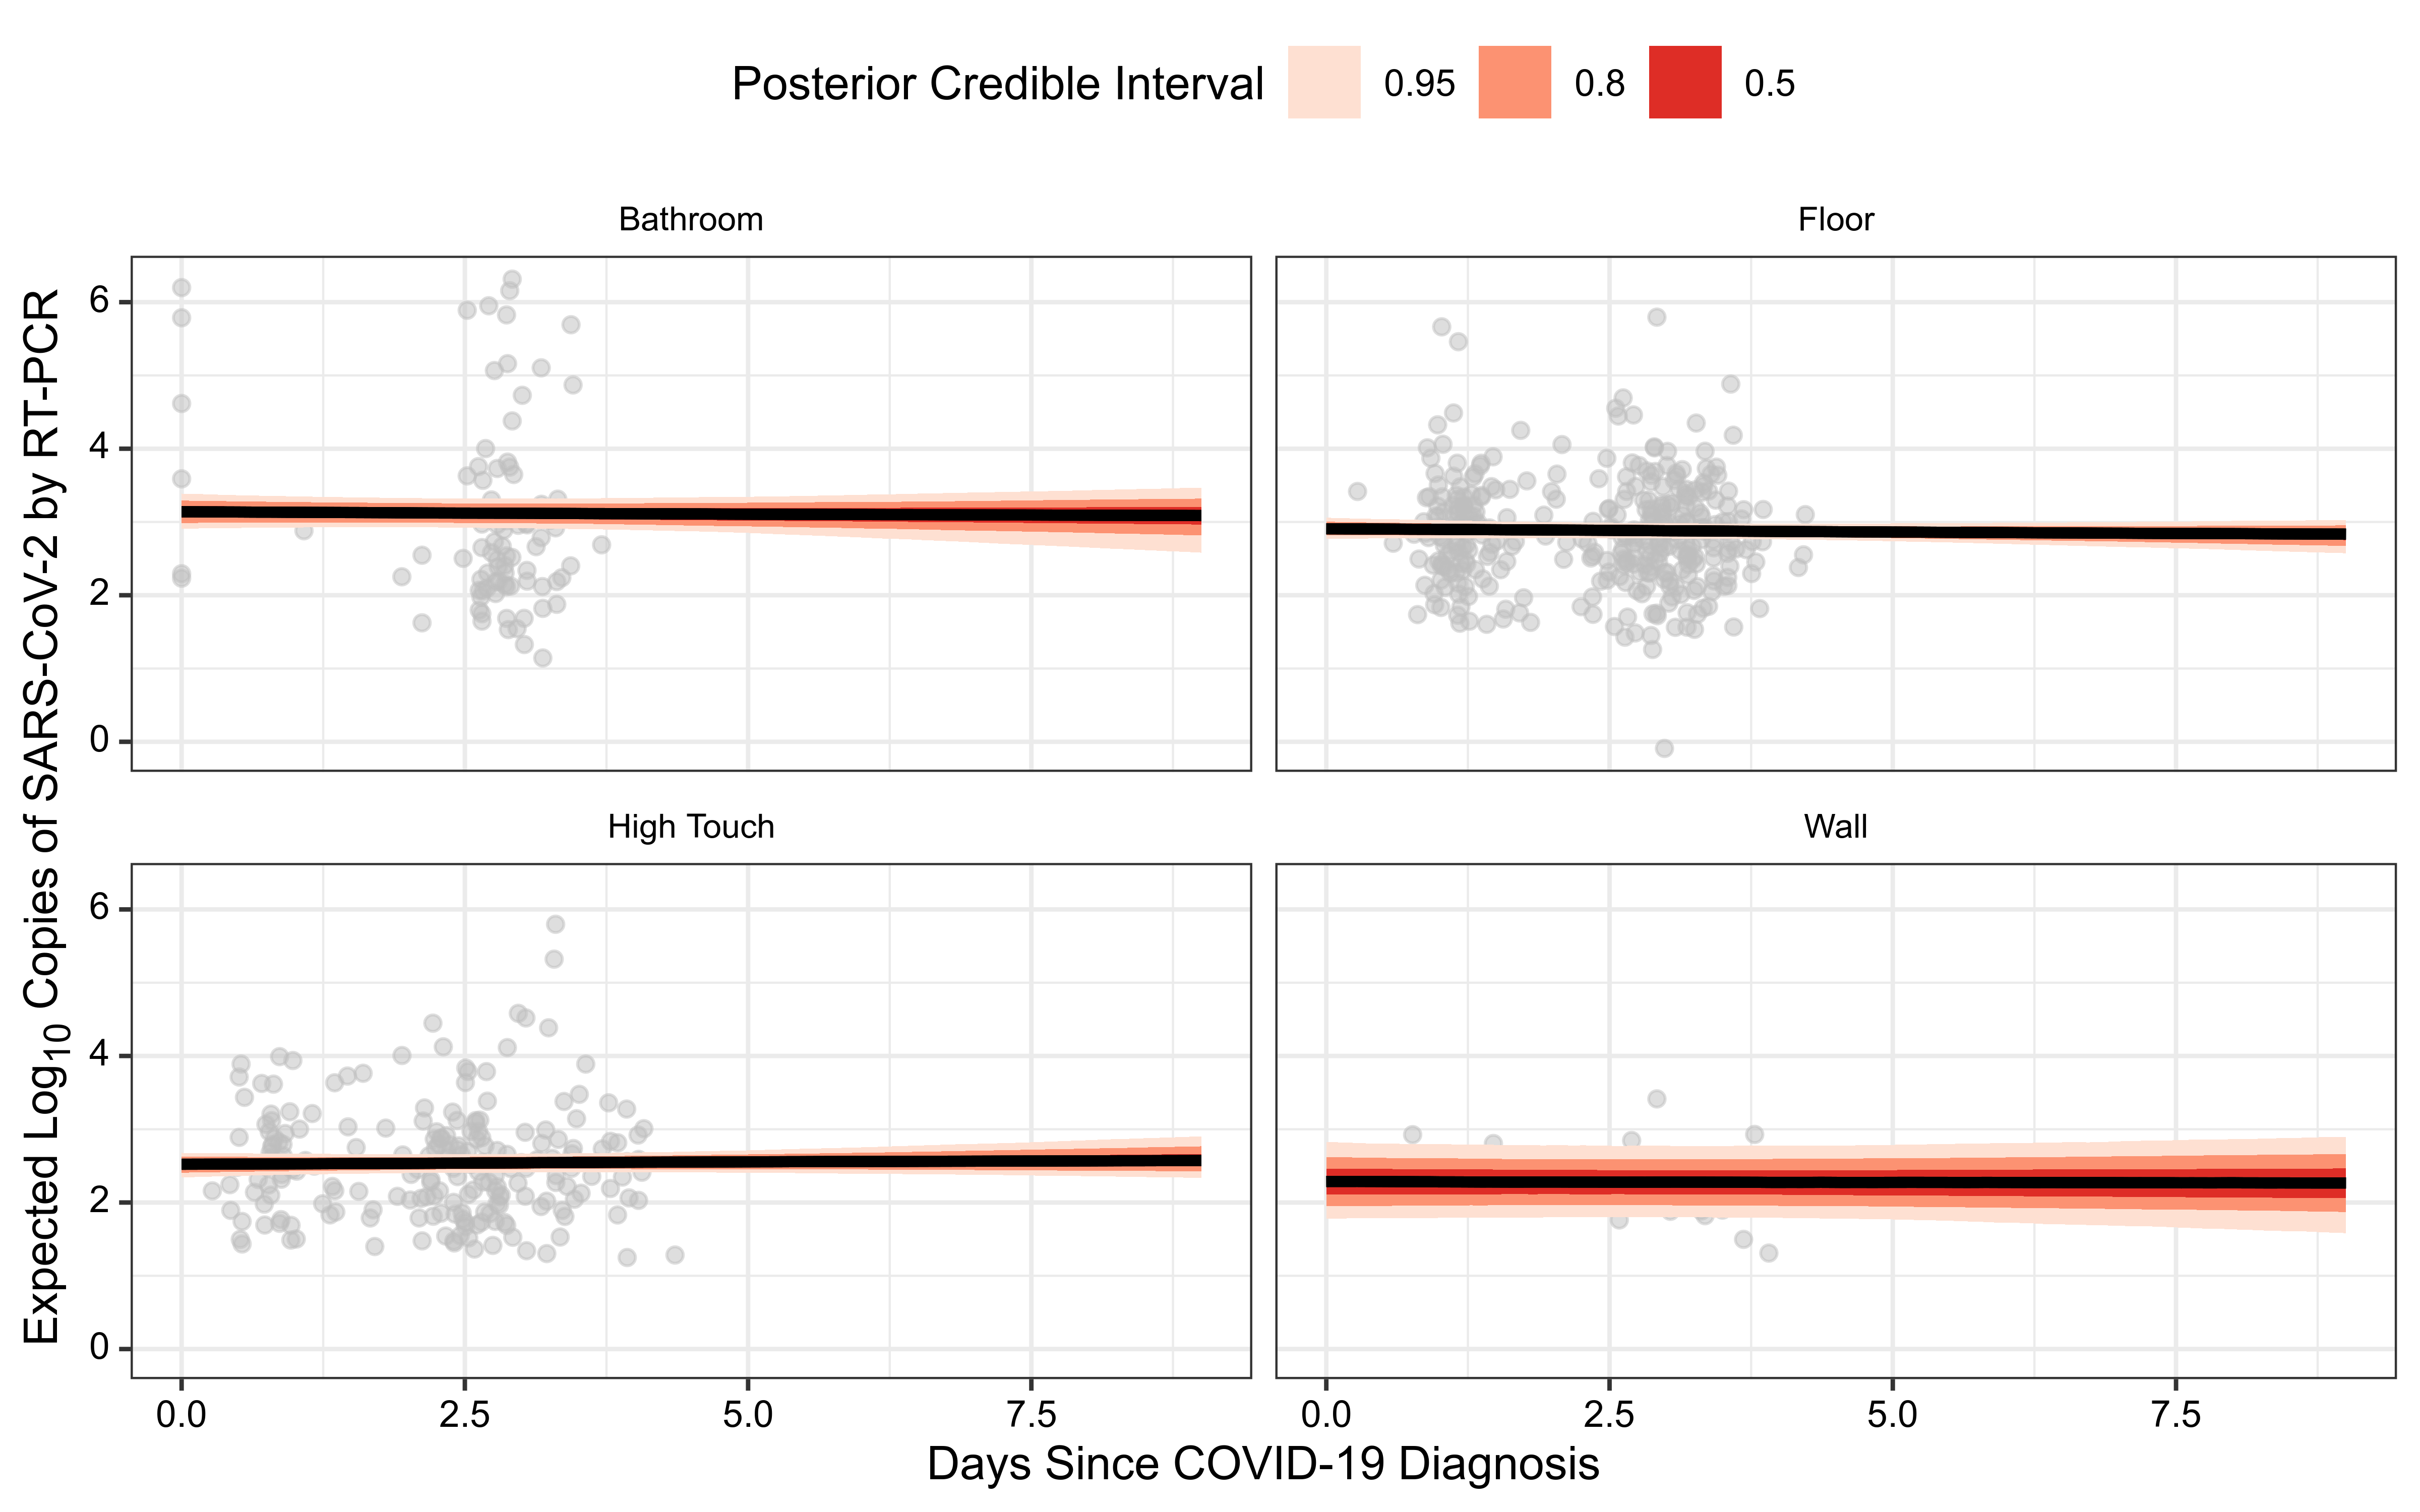 Posterior Credible Interval 0.95 0.8 0.5
Bathroom Floor
Expected Log10 Copies of SARS-CoV-2 by RT-PCR
6
4
2
0
High Touch Wall
6
4
2
0
0.0 2.5 5.0 7.5 0.0 2.5 5.0 7.5
Days Since COVID-19 Diagnosis